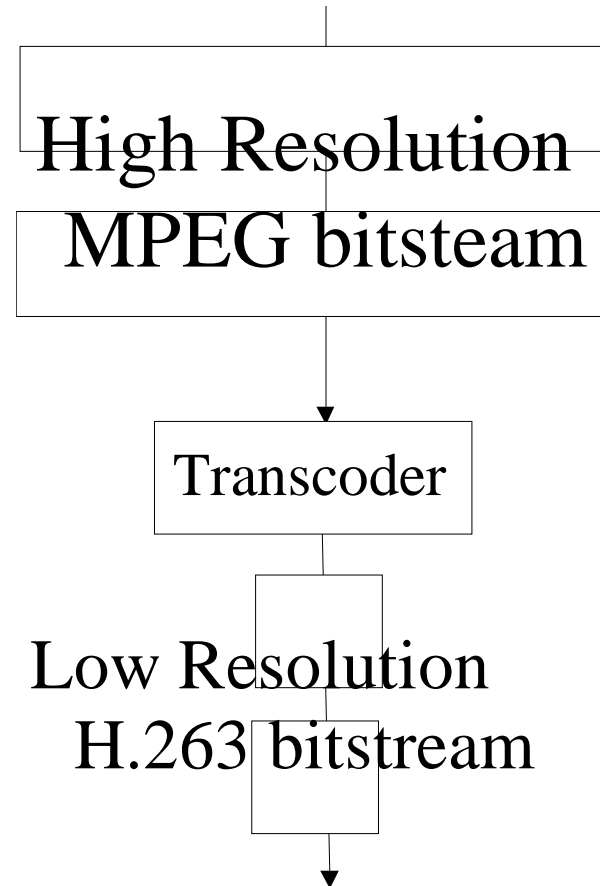 High Resolution
MPEG bitsteam
Transcoder
Low Resolution
H.263 bitstream